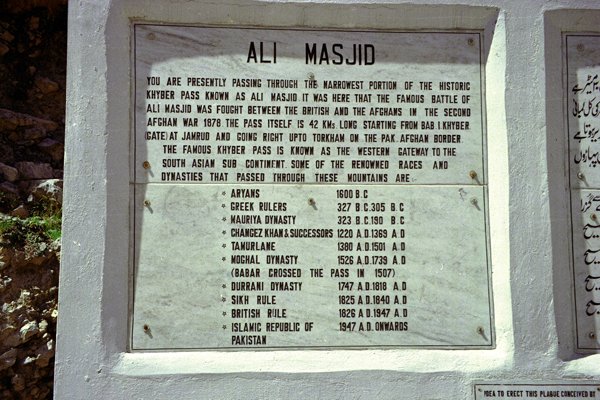 ALI MASJID
YOU ARE PRESENTLY PASSING THROUGH THE NARROWEST PORTION OF THE HISTORIC
KHYBER PASS KNOWN AS ALI MASJID IT WAS HERE THAT THE FAMOUS BATTLE OF
ALI MASJID WAS FOUGHT BETWEEN THE BRITISH AND THE AFGHANS IN THE SECOND
AFGHAN WAR 1878 THE PASS ITSELF IS 42 KMs LONG STARTING FROM BAB I KHYBER
(GATE) AT JAMRUD AND GOING RIGHT UPTO TORKHAM ON THE PAK AFGHAN BORDER.
THE FAMOUS KHYBER PASS IS KNOWN AS THE WESTERN GATEWAY TO THE
SOUTH ASIAN SUB CONTINENT SOME OF THE RENOWNED RACES AND
DYNASTIES THAT PASSED THROUGH THESE MOUNTAINS ARE
* ARYANS 1600 B.C
* GREEK RULERS 327 B.C.305 B.C
* MAURIYA DYNASTY 323 B.C.190 B.C
* CHANGEZ KHAN & SUCCESSORS 1220 A.D.1369 A.D
* TAMURLANE 1380 A.D.1501 A.D
* MOGHAL DYNASTY 1526 A.D.1739 A.D
(BABAR CROSSED THE PASS IN 1507)
* DURRANI DYNASTY 1747 A.D.1818 A.D
* SIKH RULE 1825 A.D.1840 A.D
* BRITISH RULE 1826 A.D.1947 A.D
* ISLAMIC REPUBLIC OF 1947 A.D. ONWARDS
PAKISTAN
IDEA TO ERECT THIS PLAQUE CONCEIVED BY